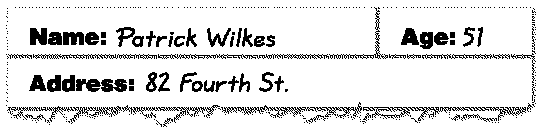 Name: Patrick Wilkes Age: 51
Address: 82 Fourth St.